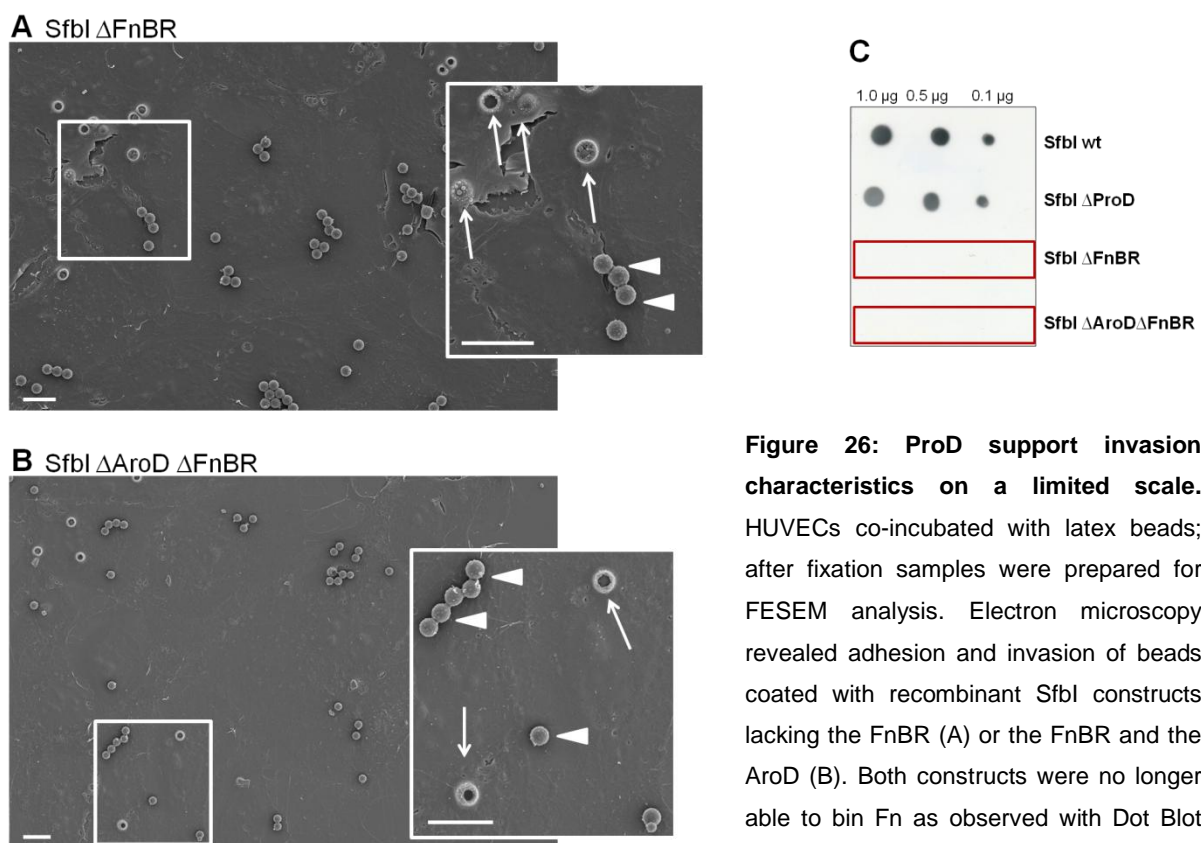 A SfbI ΔFnBR
B SfbI ΔAroD ΔFnBR
C
1.0 µg 0.5 µg 0.1 µg
SfbI wt
SfbI ΔProD
SfbI ΔFnBR
SfbI ΔAroDΔFnBR
Figure 26: ProD support invasion
characteristics on a limited scale.
HUVECs co-incubated with latex beads;
after fixation samples were prepared for
FESEM analysis. Electron microscopy
revealed adhesion and invasion of beads
coated with recombinant SfbI constructs
lacking the FnBR (A) or the FnBR and the
AroD (B). Both constructs were no longer
able to bin Fn as observed with Dot Blot